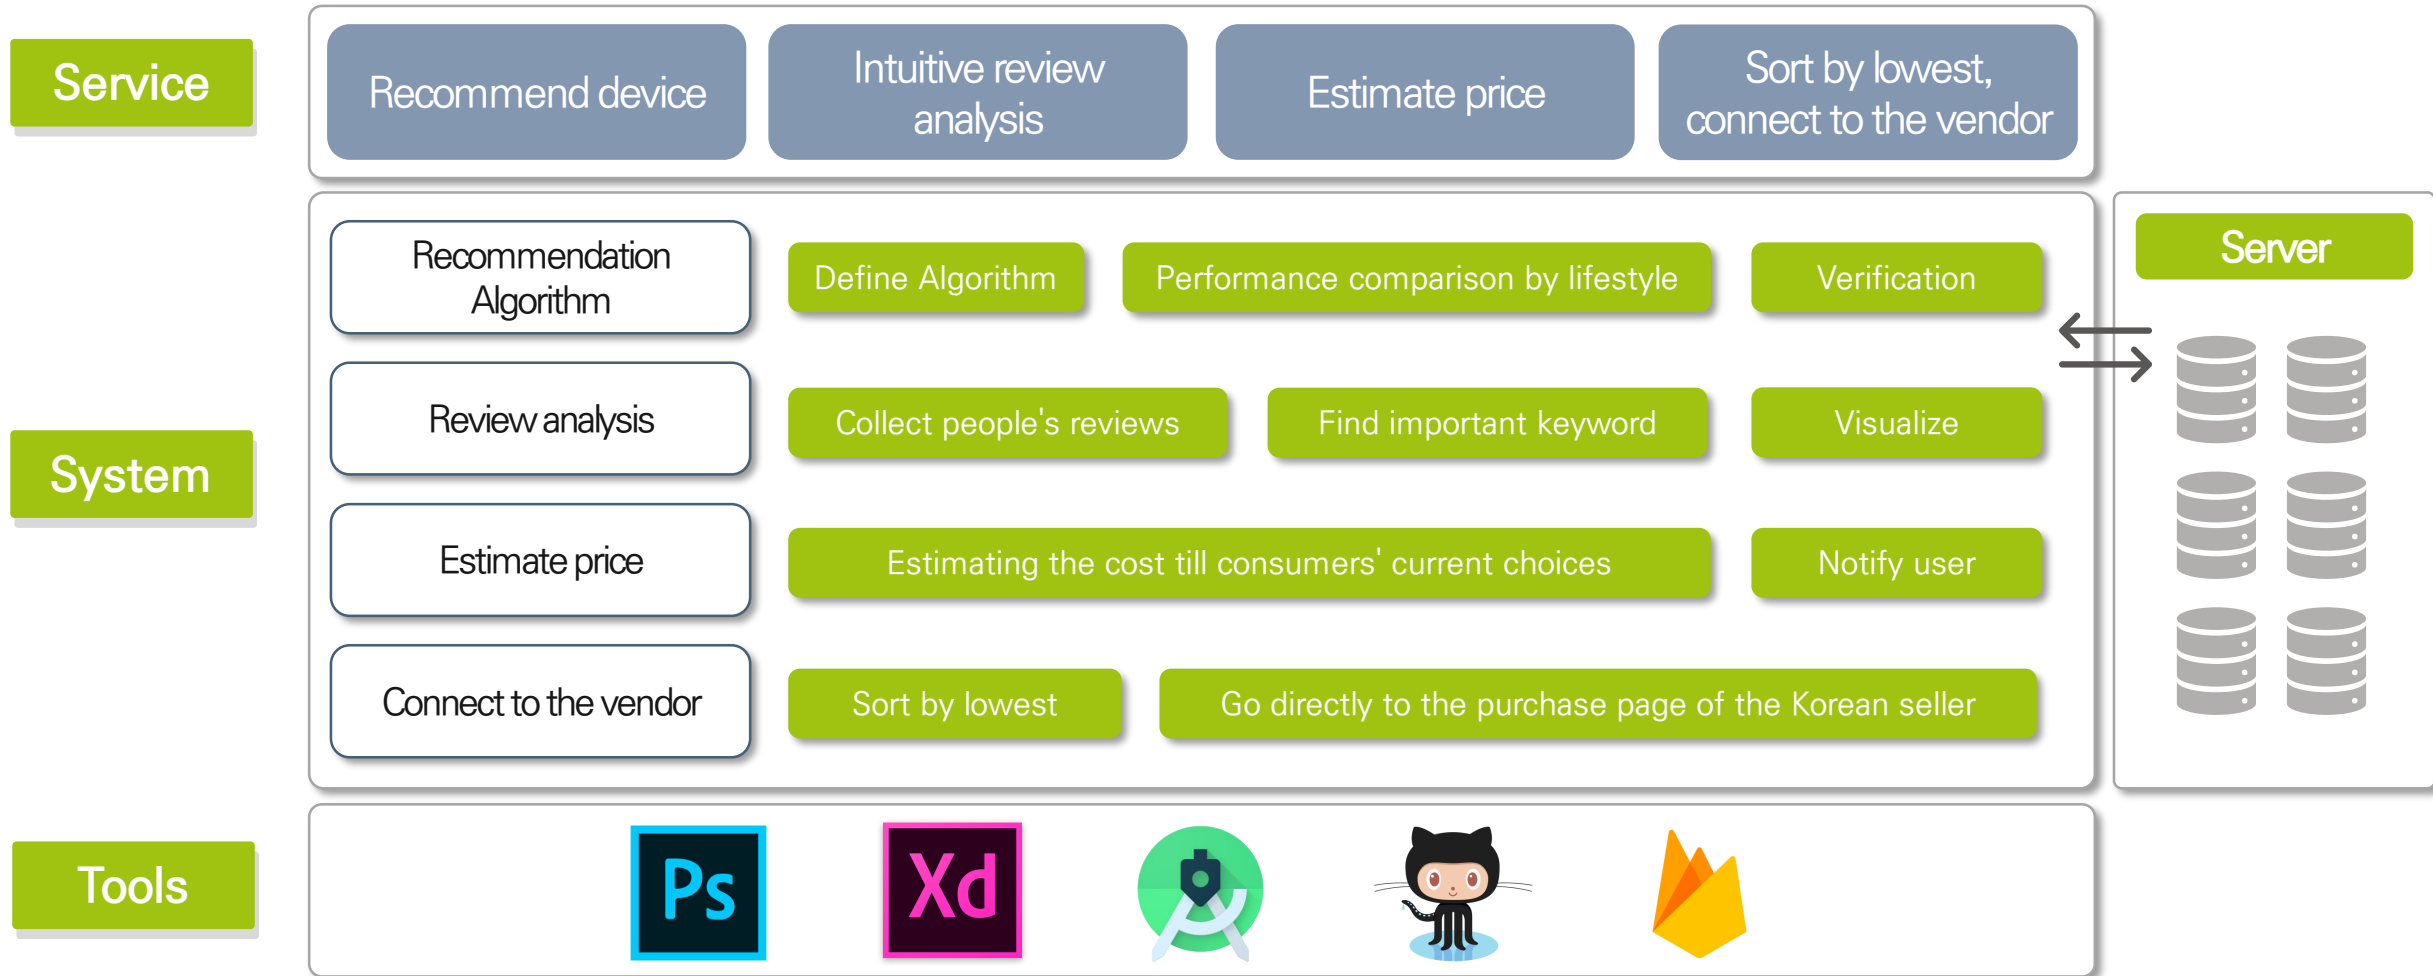 Service
Recommend device
Intuitive review
analysis
Estimate price
Sort by lowest,
connect to the vendor
System
Recommendation
Algorithm
Define Algorithm
Performance comparison by lifestyle
Verification
Review analysis
Collect people's reviews
Find important keyword
Visualize
Estimate price
Estimating the cost till consumers' current choices
Notify user
Connect to the vendor
Sort by lowest
Go directly to the purchase page of the Korean seller
Server
Tools
Ps
Xd